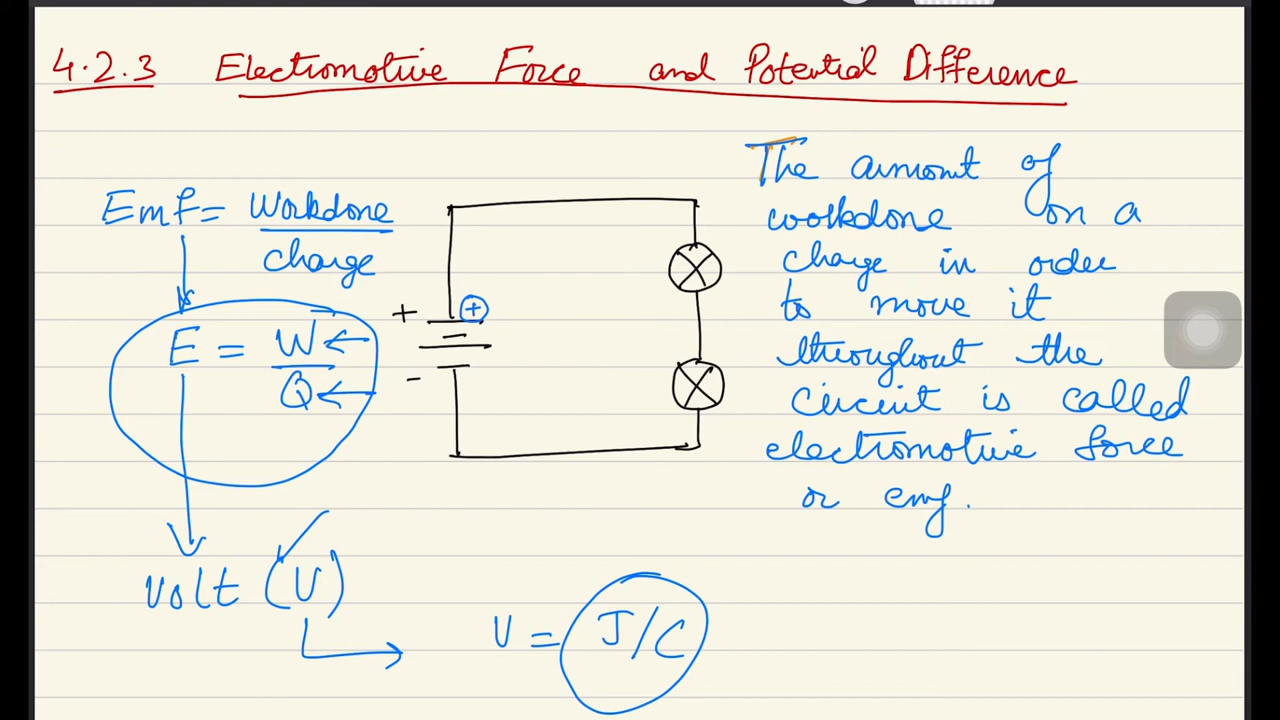 4.2.3 Electromotive Force and Potential Difference
Emf = Workdone
charge
E = W
Q
volt (V)
V = J/C
+
+
-
The amount of
workdone on a
charge in order
to move it
throughout the
circuit is called
electromotive force
or emf.